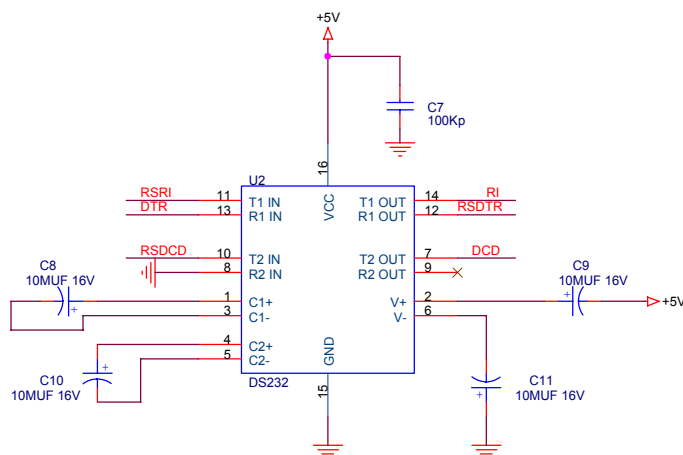 +5V
C7
100Kp
16
U2
VCC
RSRI
11
T1 IN
T1 OUT
14
RI
DTR
13
R1 IN
R1 OUT
12
RSDTR
RSDCD
10
T2 IN
T2 OUT
7
DCD
8
R2 IN
R2 OUT
9
C8
10MUF 16V
+
1
C1+
3
C1-
V+
2
V-
6
C9
10MUF 16V
+
+5V
4
C2+
5
C2-
GND
DS232
15
C10
10MUF 16V
+
C11
10MUF 16V
+